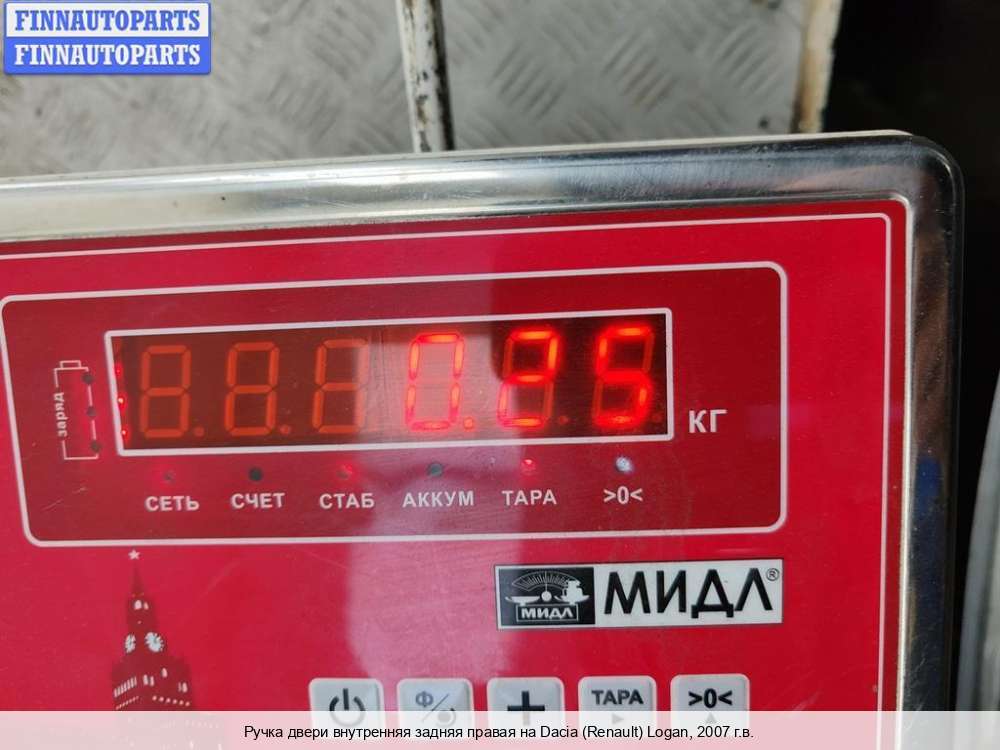 FINNAUTOPARTS
FINNAUTOPARTS
заряд
0.25
КГ
СЕТЬ СЧЕТ СТАБ АККУМ ТАРА >0<
МИДЛ МИДЛ®
Ф ТАРА >0<
Ручка двери внутренняя задняя правая на Dacia (Renault) Logan, 2007 г.в.